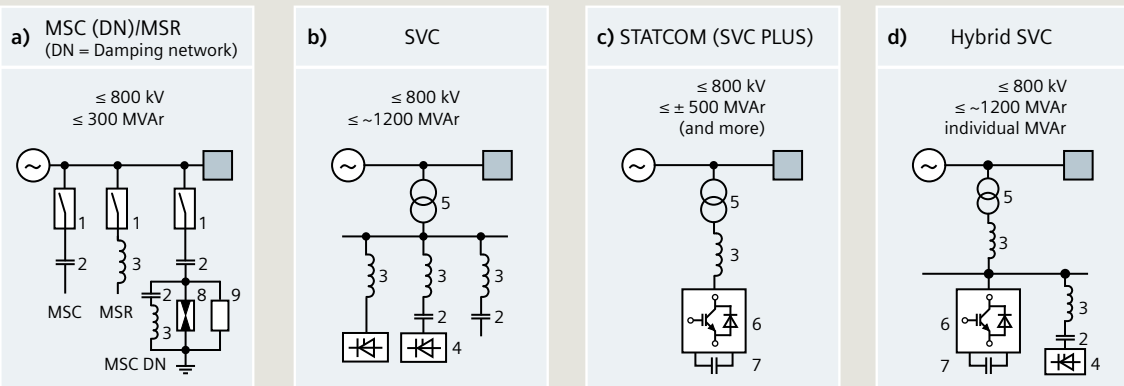 a) MSC (DN)/MSR
(DN = Damping network)
≤ 800 kV
≤ 300 MVAr
~
1
1
1
2
3
2
2
8
9
3
MSC
MSR
MSC DN
b) SVC
≤ 800 kV
≤ ~1200 MVAr
~
5
3
3
3
2
2
4
c) STATCOM (SVC PLUS)
≤ 800 kV
≤ ± 500 MVAr
(and more)
~
5
3
6
7
d) Hybrid SVC
≤ 800 kV
≤ ~1200 MVAr
individual MVAr
~
5
3
6
3
2
7
4